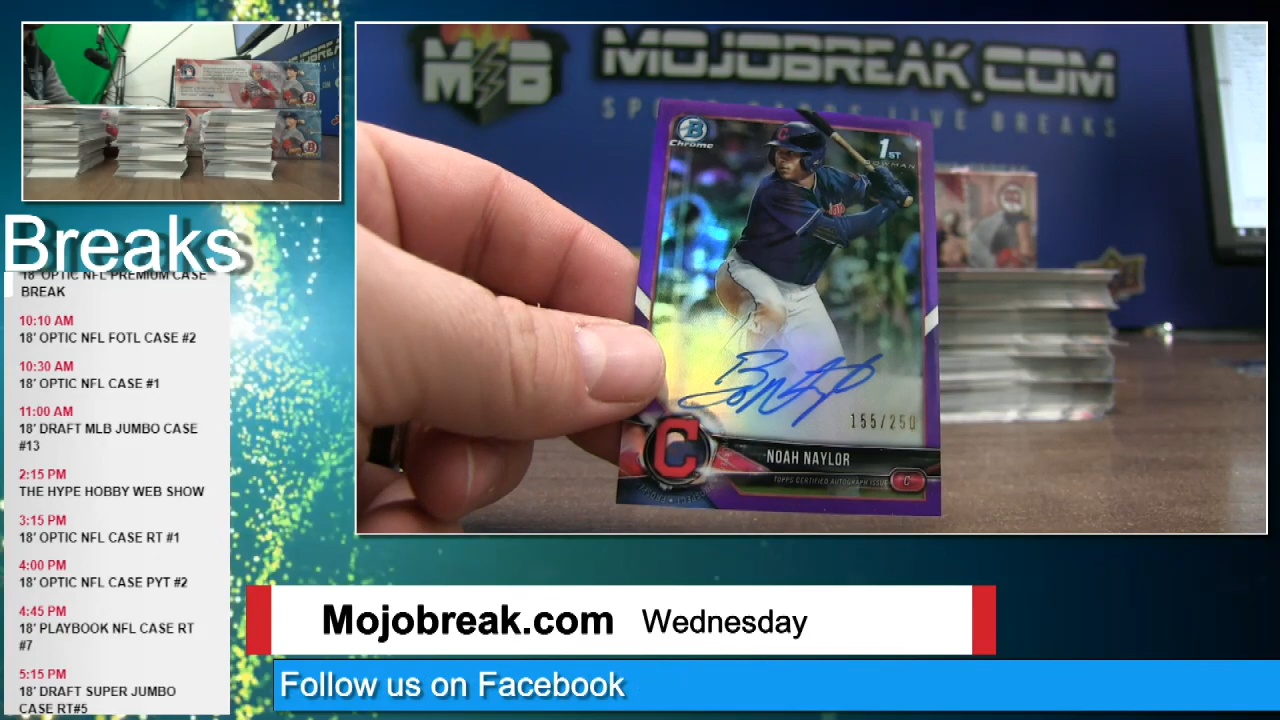 MOJOBREAK.COM
MB
MOJOBREAK.COM
Chrome
1ST
BOWMAN
155/250
NOAH NAYLOR
TOPPS CERTIFIED AUTOGRAPH ISSUE
C
C
Breaks
18' OPTIC NFL PREMIUM CASE
BREAK
10:10 AM
18' OPTIC NFL FOTL CASE #2
10:30 AM
18' OPTIC NFL CASE #1
11:00 AM
18' DRAFT MLB JUMBO CASE
#13
2:15 PM
THE HYPE HOBBY WEB SHOW
3:15 PM
18' OPTIC NFL CASE RT #1
4:00 PM
18' OPTIC NFL CASE PYT #2
4:45 PM
18' PLAYBOOK NFL CASE RT
#7
5:15 PM
18' DRAFT SUPER JUMBO
CASE RT#5
Mojobreak.com Wednesday
Follow us on Facebook